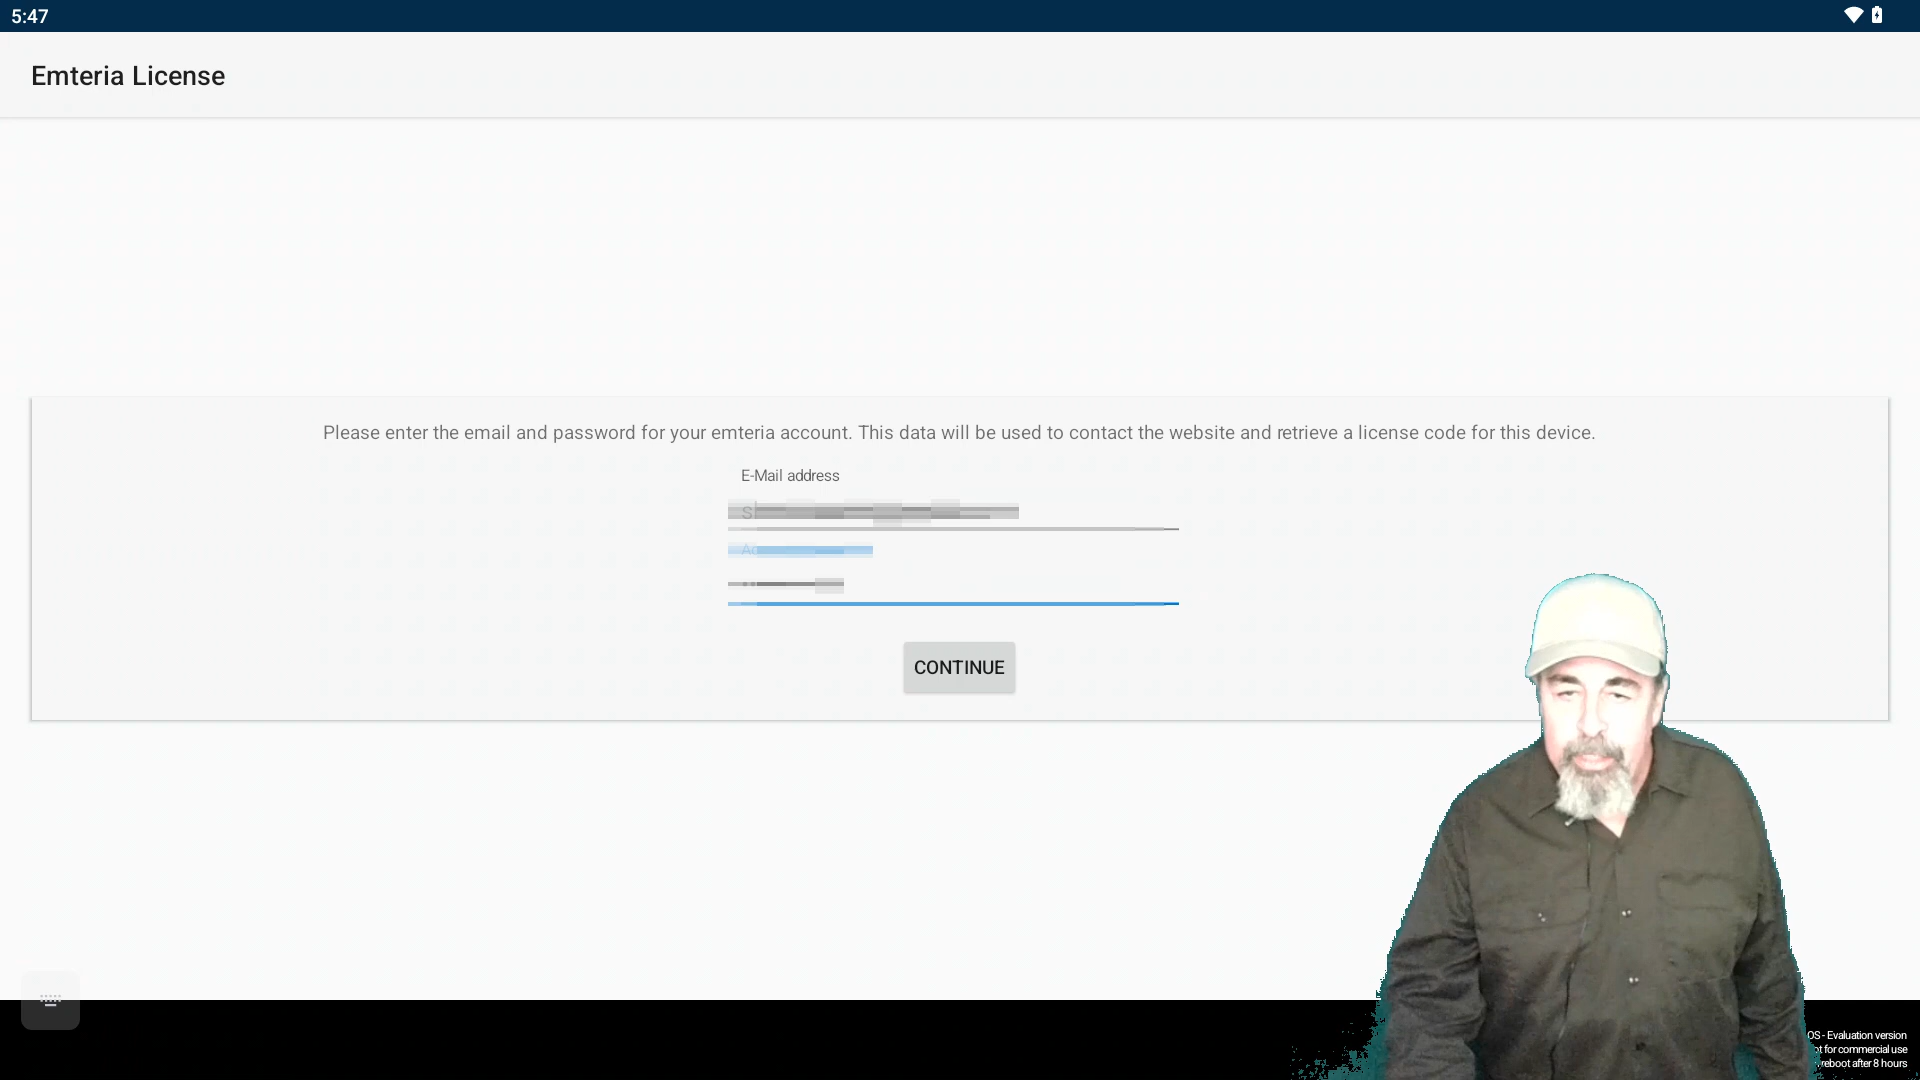 5:47
Emteria License
Please enter the email and password for your emteria account. This data will be used to contact the website and retrieve a license code for this device.
E-Mail address
CONTINUE
OS - Evaluation version
for commercial use
reboot after 8 hours